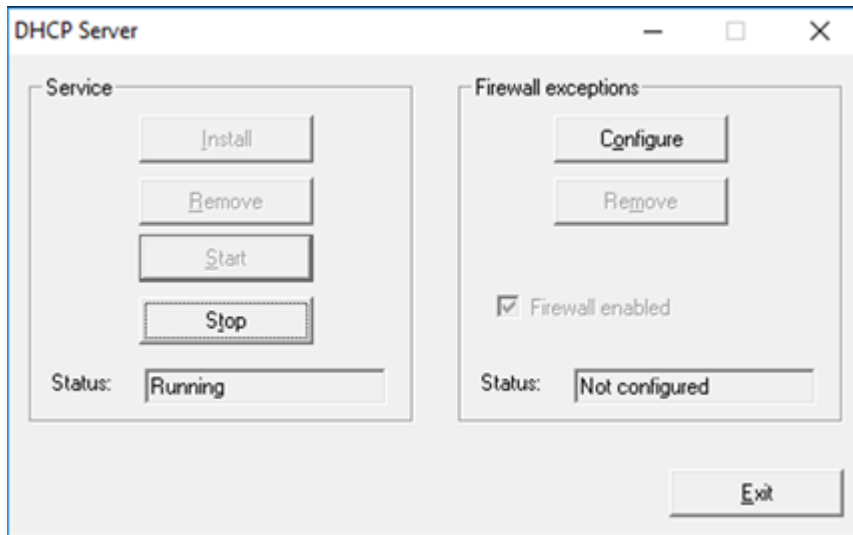 DHCP Server
Service
Install
Remove
Start
Stop
Status: Running
Firewall exceptions
Configure
Remove
Firewall enabled
Status: Not configured
Exit